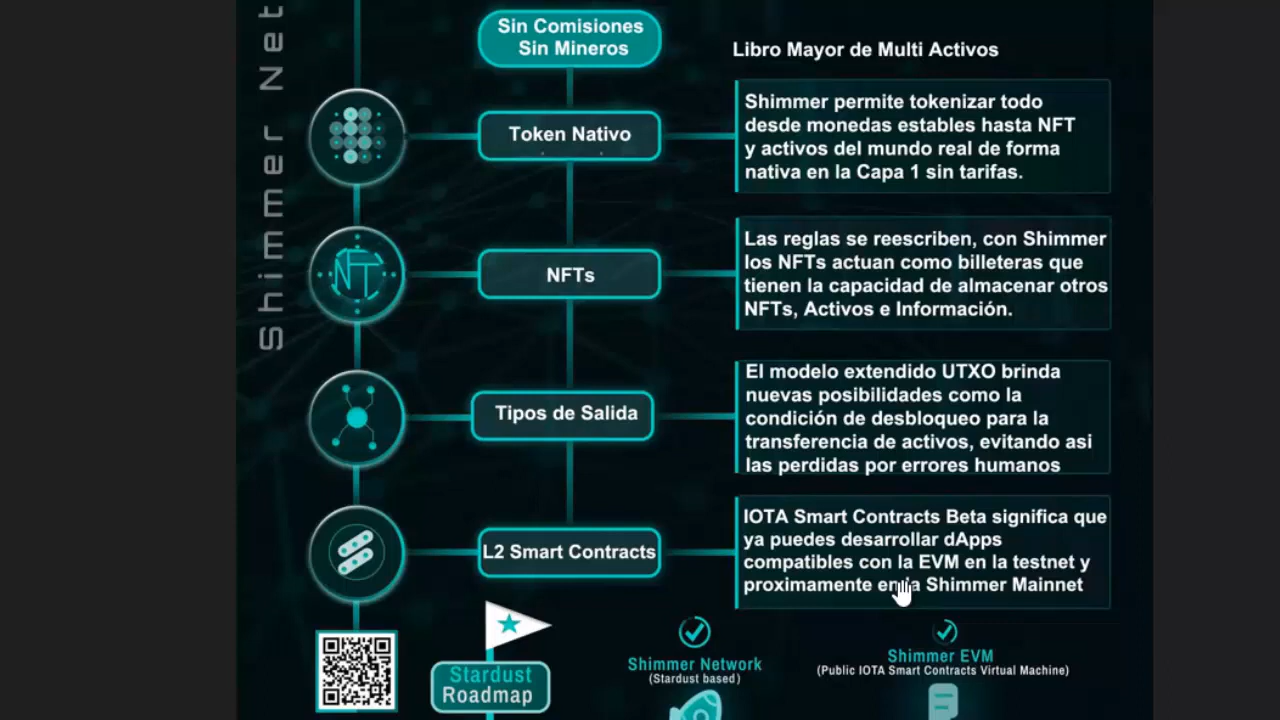 Shimmer Net
Sin Comisiones
Sin Mineros
Libro Mayor de Multi Activos
Token Nativo
Shimmer permite tokenizar todo
desde monedas estables hasta NFT
y activos del mundo real de forma
nativa en la Capa 1 sin tarifas.
NFT
NFTs
Las reglas se reescriben, con Shimmer
los NFTs actuan como billeteras que
tienen la capacidad de almacenar otros
NFTs, Activos e Información.
Tipos de Salida
El modelo extendido UTXO brinda
nuevas posibilidades como la
condición de desbloqueo para la
transferencia de activos, evitando asi
las perdidas por errores humanos
L2 Smart Contracts
IOTA Smart Contracts Beta significa que
ya puedes desarrollar dApps
compatibles con la EVM en la testnet y
proximamente en la Shimmer Mainnet
Stardust
Roadmap
Shimmer Network
(Stardust based)
Shimmer EVM
(Public IOTA Smart Contracts Virtual Machine)